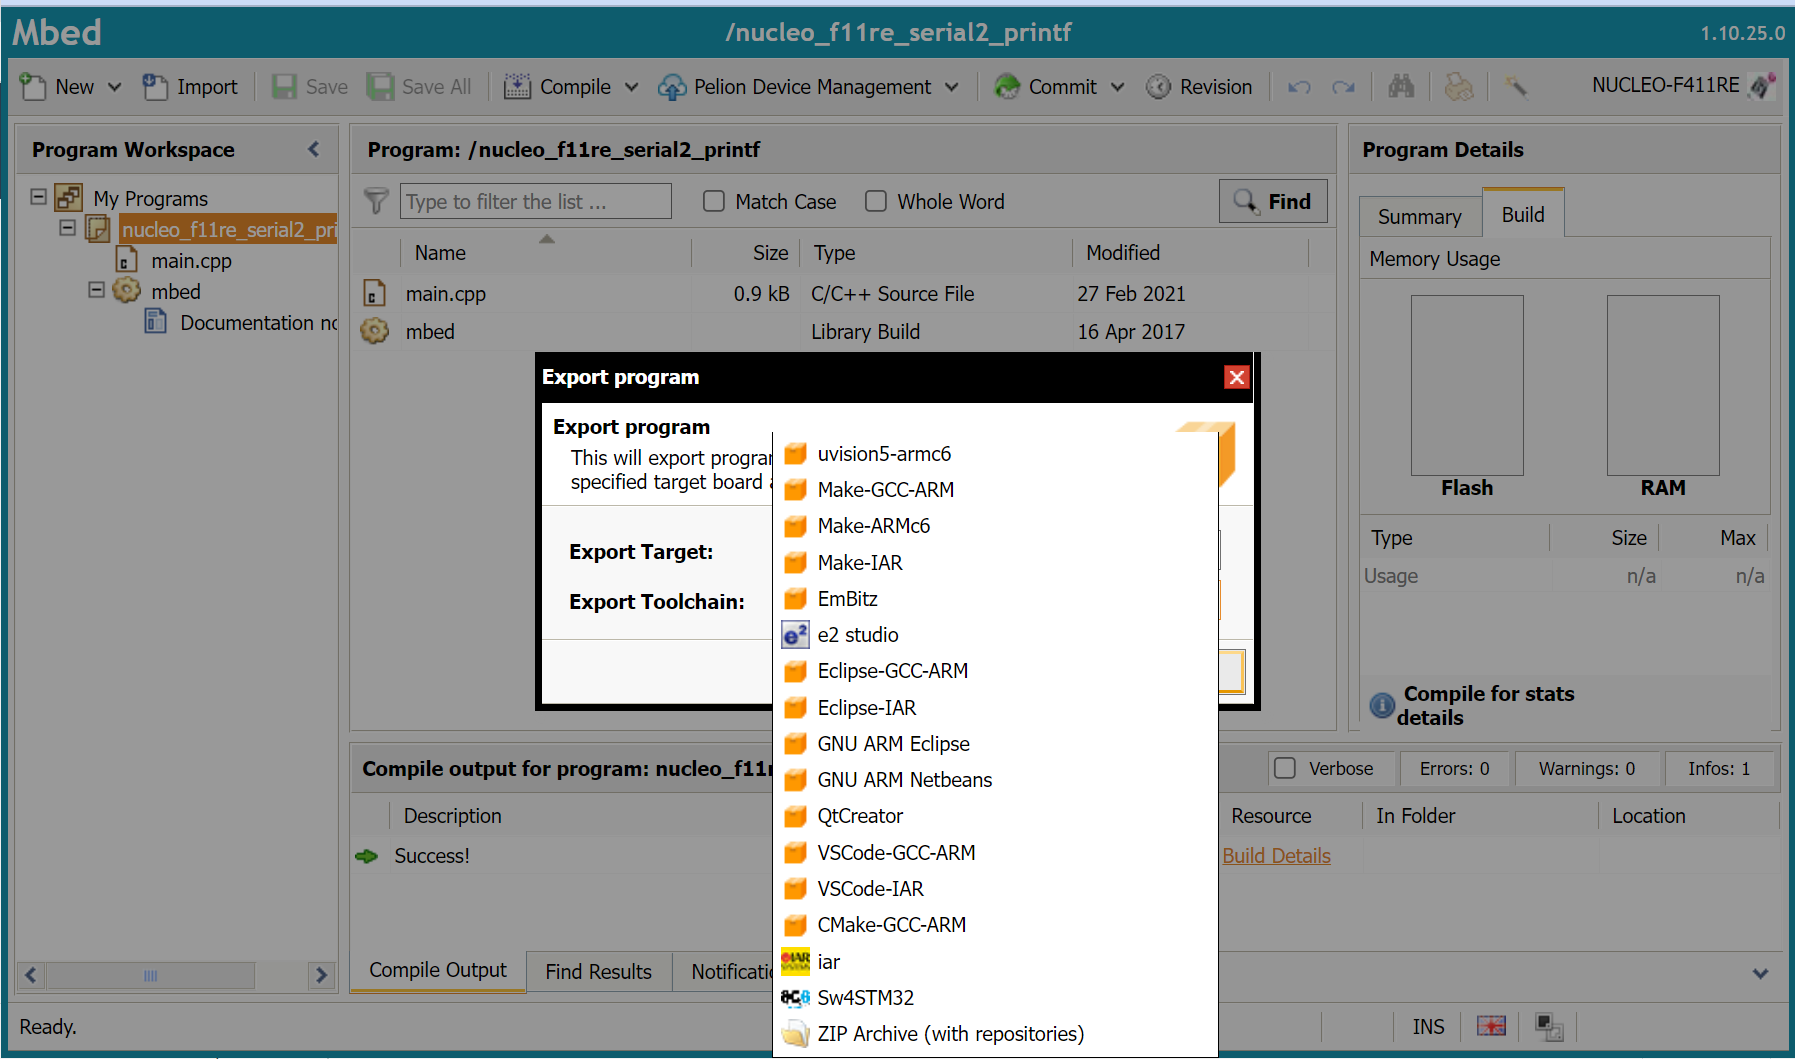 Mbed
/nucleo_f11re_serial2_printf
1.10.25.0
New
Import
Save
Save All
Compile
Pelion Device Management
Commit
Revision
NUCLEO-F411RE
Program Workspace
My Programs
nucleo_f11re_serial2_pri
main.cpp
mbed
Documentation no
Program: /nucleo_f11re_serial2_printf
Type to filter the list ...
Match Case
Whole Word
Find
Name Size Type Modified
main.cpp 0.9 kB C/C++ Source File 27 Feb 2021
mbed Library Build 16 Apr 2017
Export program
Export program
This will export program
specified target board a
Export Target:
Export Toolchain:
uvision5-armc6
Make-GCC-ARM
Make-ARMc6
Make-IAR
EmBitz
e2 studio
Eclipse-GCC-ARM
Eclipse-IAR
GNU ARM Eclipse
GNU ARM Netbeans
QtCreator
VSCode-GCC-ARM
VSCode-IAR
CMake-GCC-ARM
iar
Sw4STM32
ZIP Archive (with repositories)
Program Details
Summary
Build
Memory Usage
Flash
RAM
Type Size Max
Usage n/a n/a
Compile for stats
details
Compile output for program: nucleo_f11r
Verbose
Errors: 0
Warnings: 0
Infos: 1
Description Resource In Folder Location
Success! Build Details
Compile Output
Find Results
Notificatio
Ready.
INS